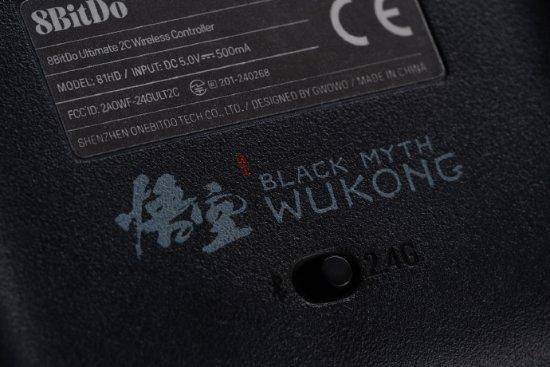 8BitDo
8BitDo Ultimate 2C Wireless Controller
MODEL: 81HD / INPUT: DC 5.0V⎓500mA
FCC ID: 2AOWF-24GULT2C 201-240268
SHENZHEN ONEBITDO TECH CO., LTD. / DESIGNED BY GWOWO / MADE IN CHINA
CE
悟空
BLACK MYTH
WUKONG
2.4G